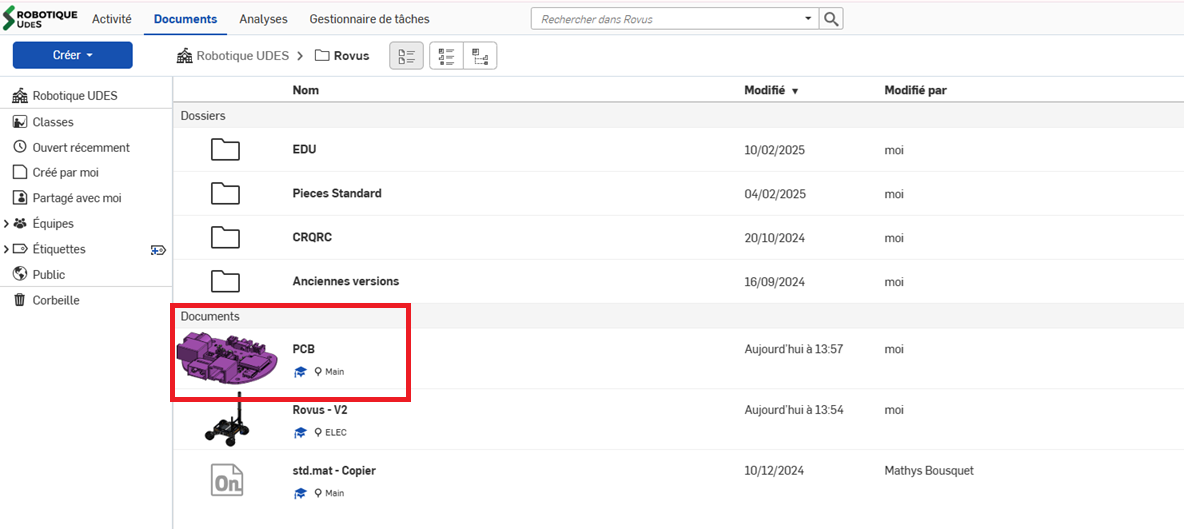 ROBOTIQUE
UDES
Activité Documents Analyses Gestionnaire de tâches Rechercher dans Rovus
Créer Robotique UDES Rovus
Robotique UDES
Classes
Ouvert récemment
Créé par moi
Partagé avec moi
Équipes
Étiquettes
Public
Corbeille
Nom Modifié Modifié par
Dossiers
EDU 10/02/2025 moi
Pieces Standard 04/02/2025 moi
CRQRC 20/10/2024 moi
Anciennes versions 16/09/2024 moi
Documents
PCB Aujourd'hui à 13:57 moi
Main
Rovus - V2 Aujourd'hui à 13:54 moi
ELEC
On std.mat - Copier 10/12/2024 Mathys Bousquet
Main